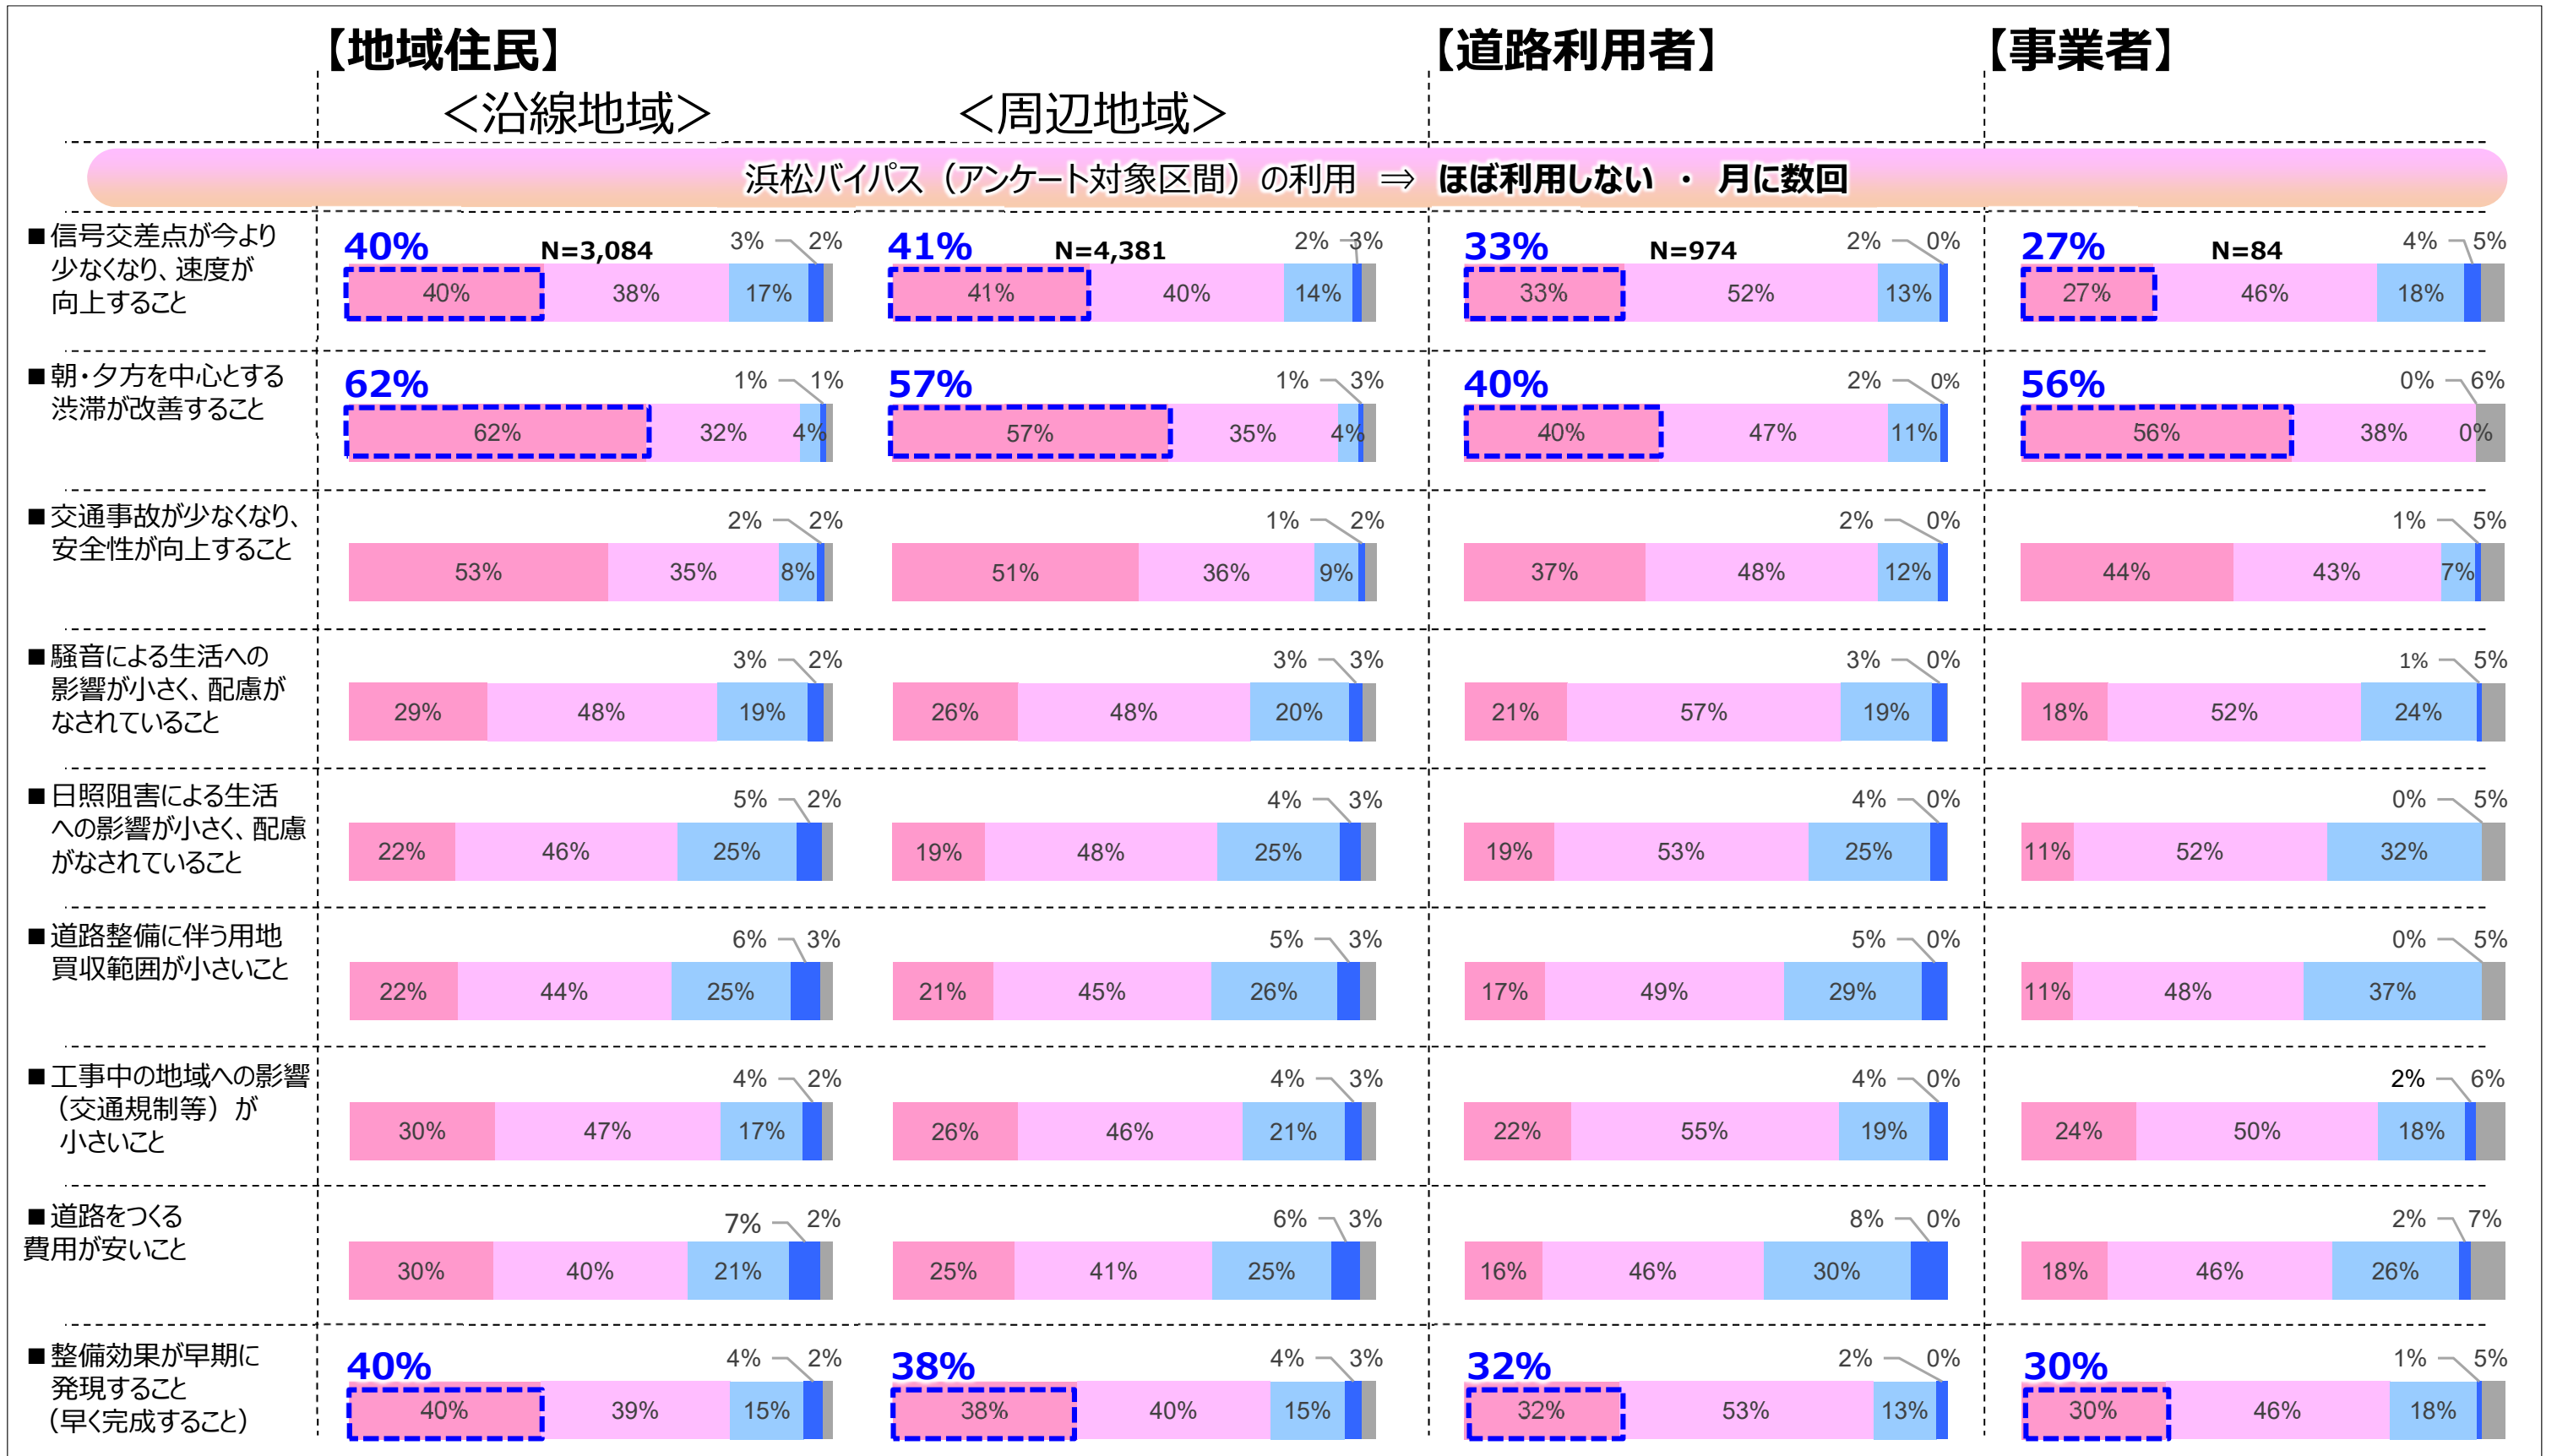 【地域住民】 【道路利用者】 【事業者】
＜沿線地域＞ ＜周辺地域＞
浜松バイパス（アンケート対象区間）の利用 ⇒ ほぼ利用しない ・ 月に数回
■信号交差点が今より
少なくなり、速度が
向上すること
40% N=3,084 3% 2%
40% 38% 17%
41% N=4,381 2% 3%
41% 40% 14%
33% N=974 2% 0%
33% 52% 13%
27% N=84 4% 5%
27% 46% 18%
■朝・夕方を中心とする
渋滞が改善すること
62% 1% 1%
62% 32% 4%
57% 1% 3%
57% 35% 4%
40% 2% 0%
40% 47% 11%
56% 0% 6%
56% 38% 0%
■交通事故が少なくなり、
安全性が向上すること
2% 2%
53% 35% 8%
1% 2%
51% 36% 9%
2% 0%
37% 48% 12%
1% 5%
44% 43% 7%
■騒音による生活への
影響が小さく、配慮が
なされていること
3% 2%
29% 48% 19%
3% 3%
26% 48% 20%
3% 0%
21% 57% 19%
1% 5%
18% 52% 24%
■日照阻害による生活
への影響が小さく、配慮
がなされていること
5% 2%
22% 46% 25%
4% 3%
19% 48% 25%
4% 0%
19% 53% 25%
0% 5%
11% 52% 32%
■道路整備に伴う用地
買収範囲が小さいこと
6% 3%
22% 44% 25%
5% 3%
21% 45% 26%
5% 0%
17% 49% 29%
0% 5%
11% 48% 37%
■工事中の地域への影響
（交通規制等）が
小さいこと
4% 2%
30% 47% 17%
4% 3%
26% 46% 21%
4% 0%
22% 55% 19%
2% 6%
24% 50% 18%
■道路をつくる
費用が安いこと
7% 2%
30% 40% 21%
6% 3%
25% 41% 25%
8% 0%
16% 46% 30%
2% 7%
18% 46% 26%
■整備効果が早期に
発現すること
（早く完成すること）
40% 4% 2%
40% 39% 15%
38% 4% 3%
38% 40% 15%
32% 2% 0%
32% 53% 13%
30% 1% 5%
30% 46% 18%